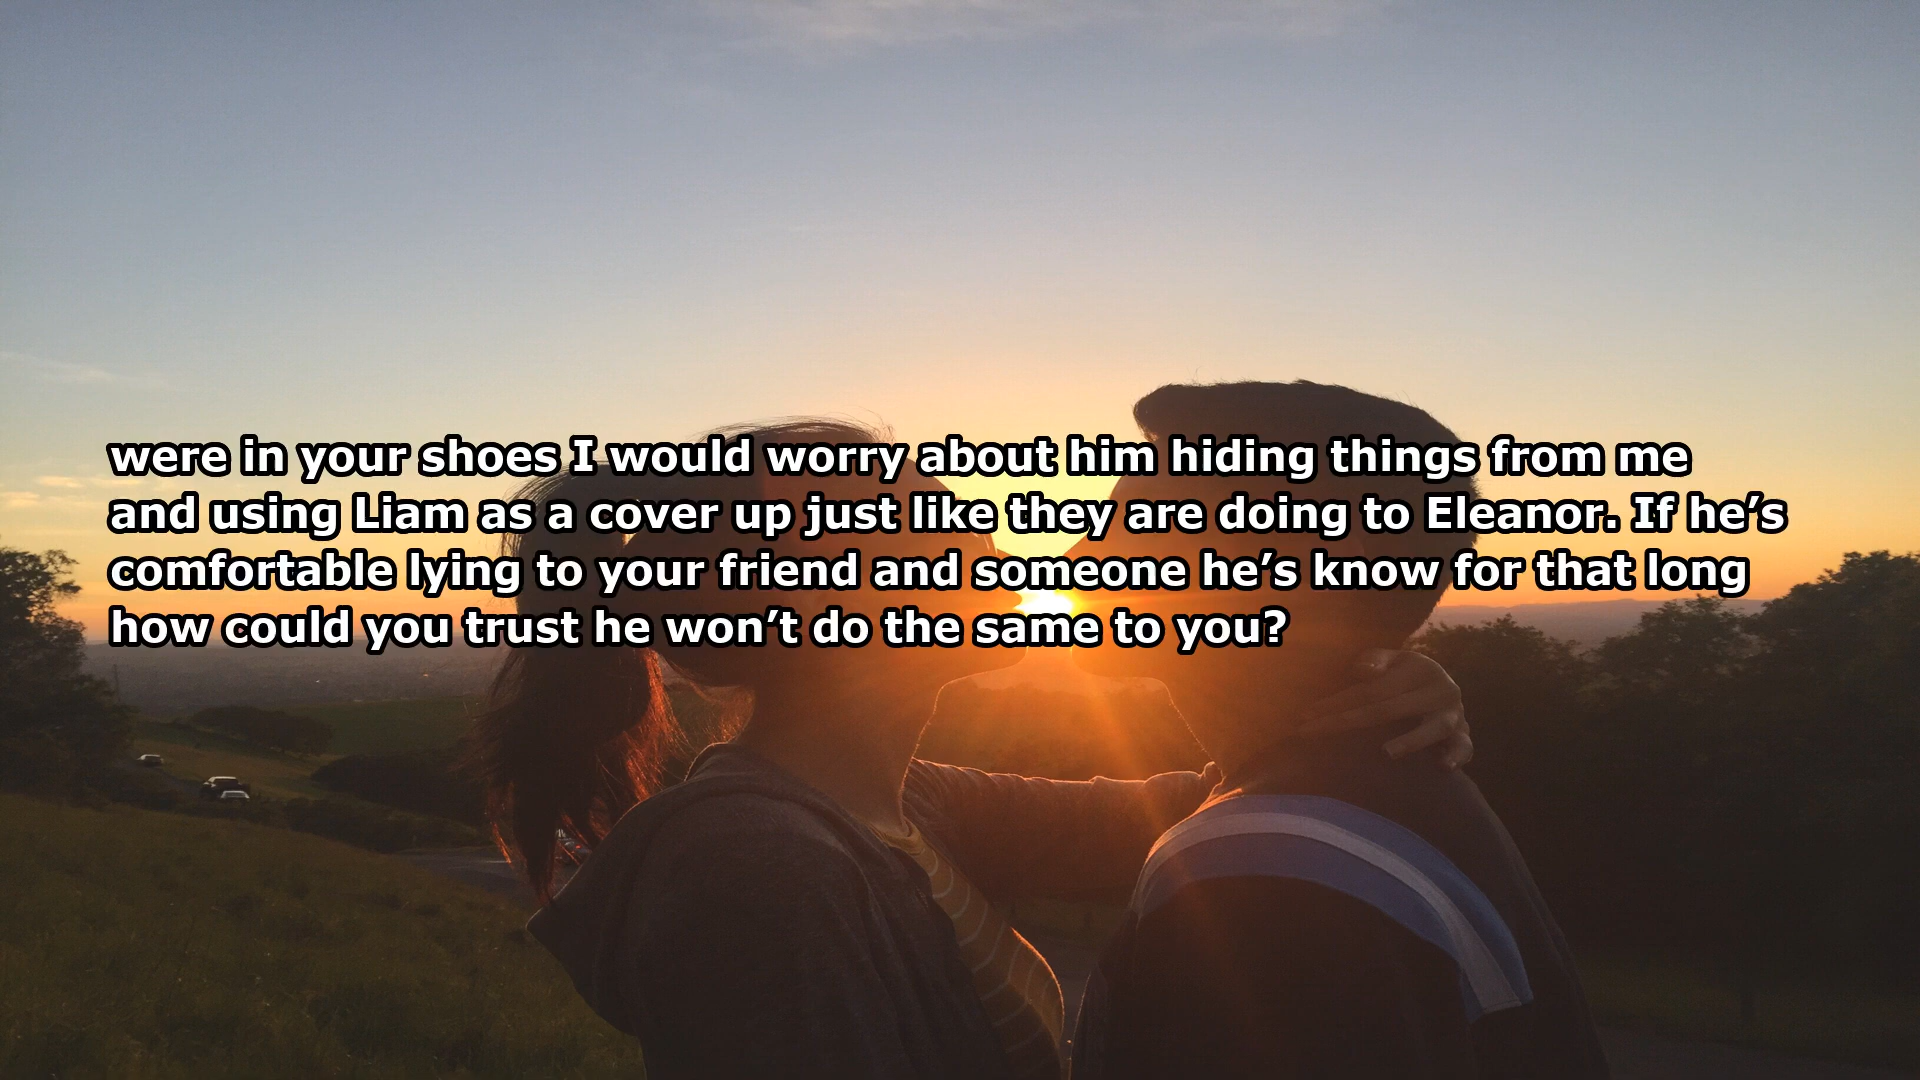 were in your shoes I would worry about him hiding things from me
and using Liam as a cover up just like they are doing to Eleanor. If he’s
comfortable lying to your friend and someone he’s know for that long
how could you trust he won’t do the same to you?